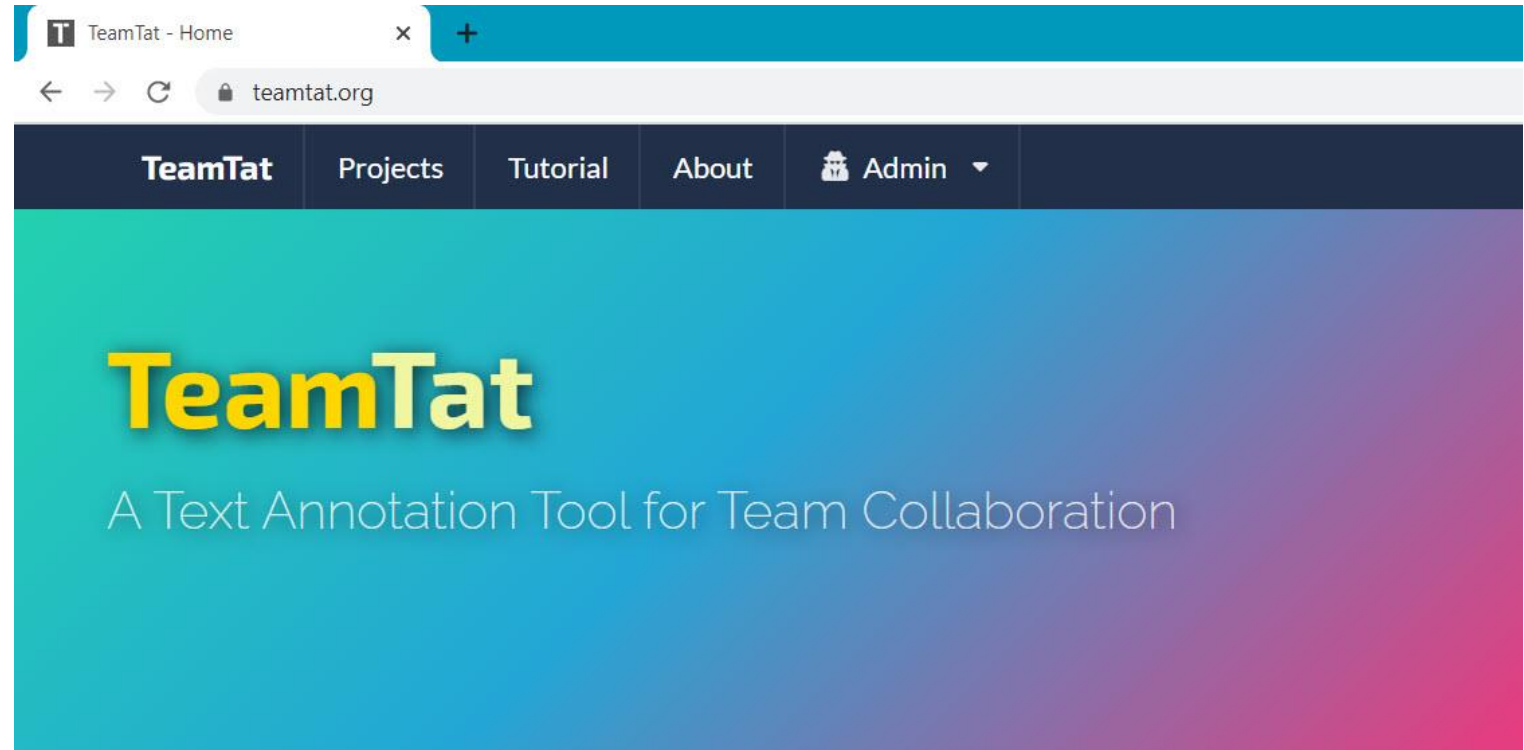 TeamTat - Home
teamtat.org
TeamTat Projects Tutorial About Admin
TeamTat
A Text Annotation Tool for Team Collaboration